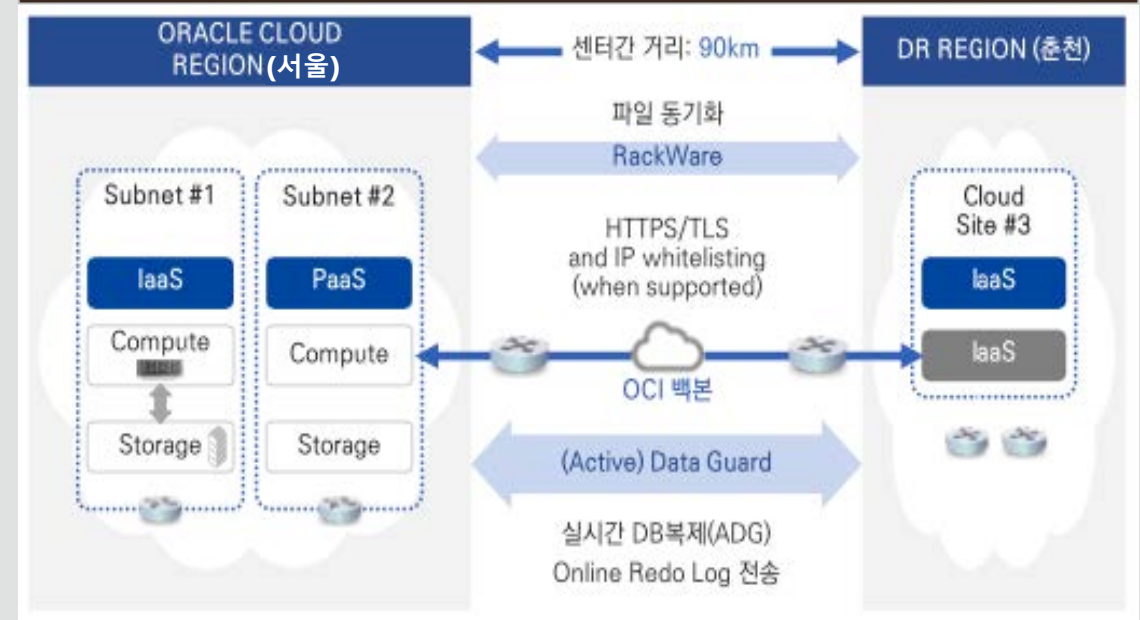 ORACLE CLOUD
REGION(서울)
센터간 거리: 90km
DR REGION (춘천)
파일 동기화
RackWare
Subnet #1
Subnet #2
Cloud
Site #3
HTTPS/TLS
and IP whitelisting
(when supported)
IaaS
PaaS
IaaS
Compute
Compute
IaaS
OCI 백본
Storage
Storage
(Active) Data Guard
실시간 DB복제(ADG)
Online Redo Log 전송